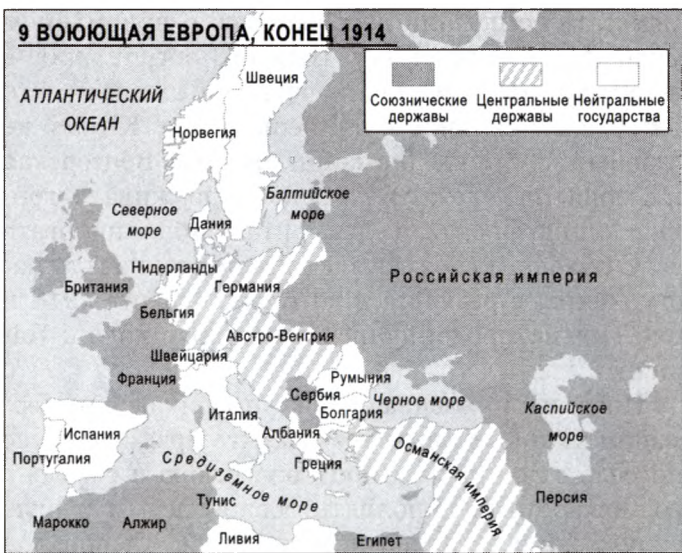 9 ВОЮЮЩАЯ ЕВРОПА, КОНЕЦ 1914
Союзнические
державы
Центральные
державы
Нейтральные
государства
АТЛАНТИЧЕСКИЙ
ОКЕАН
Швеция
Норвегия
Балтийское
море
Северное
море
Дания
Нидерланды
Британия
Германия
Российская империя
Бельгия
Австро-Венгрия
Швейцария
Франция
Румыния
Сербия
Черное море
Болгария
Каспийское
море
Италия
Испания
Албания
Османская империя
Португалия
Средиземное море
Греция
Персия
Тунис
Марокко
Алжир
Ливия
Египет